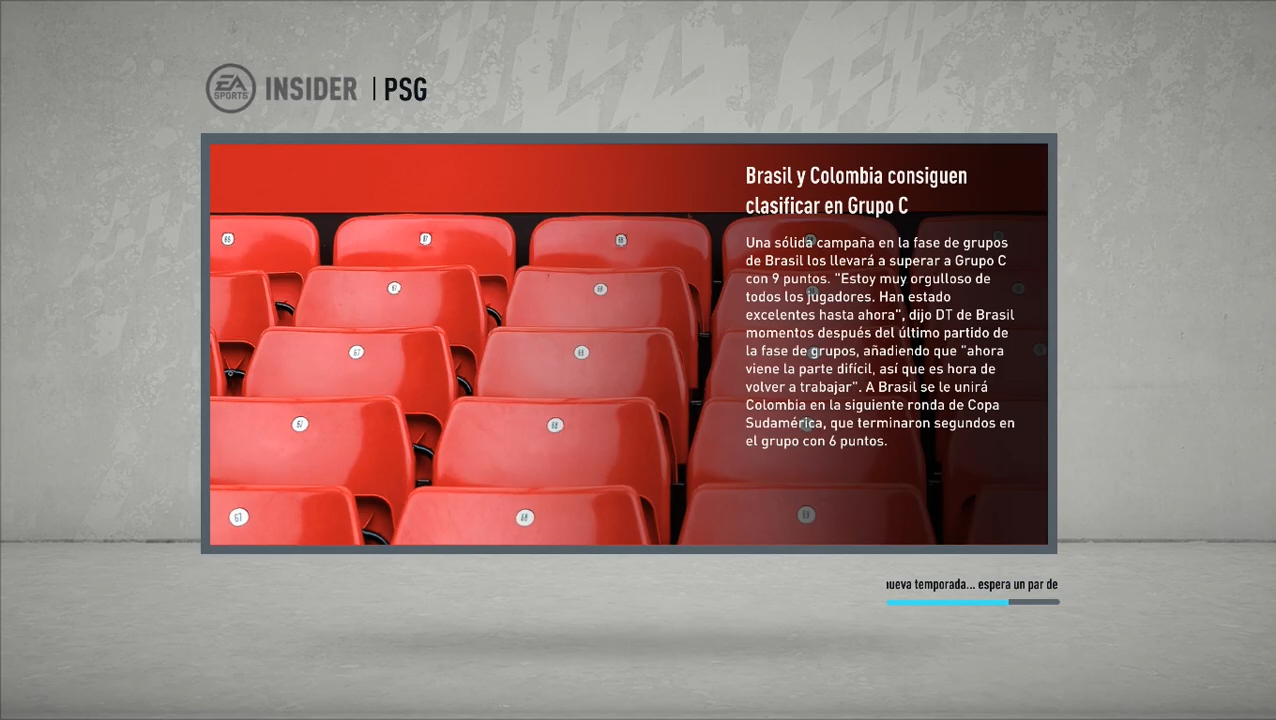 EA SPORTS INSIDER | PSG
Brasil y Colombia consiguen
clasificar en Grupo C
Una sólida campaña en la fase de grupos
de Brasil los llevará a superar a Grupo C
con 9 puntos. "Estoy muy orgulloso de
todos los jugadores. Han estado
excelentes hasta ahora", dijo DT de Brasil
momentos después del último partido de
la fase de grupos, añadiendo que "ahora
viene la parte difícil, así que es hora de
volver a trabajar". A Brasil se le unirá
Colombia en la siguiente ronda de Copa
Sudamérica, que terminaron segundos en
el grupo con 6 puntos.
temporada... espera un par de